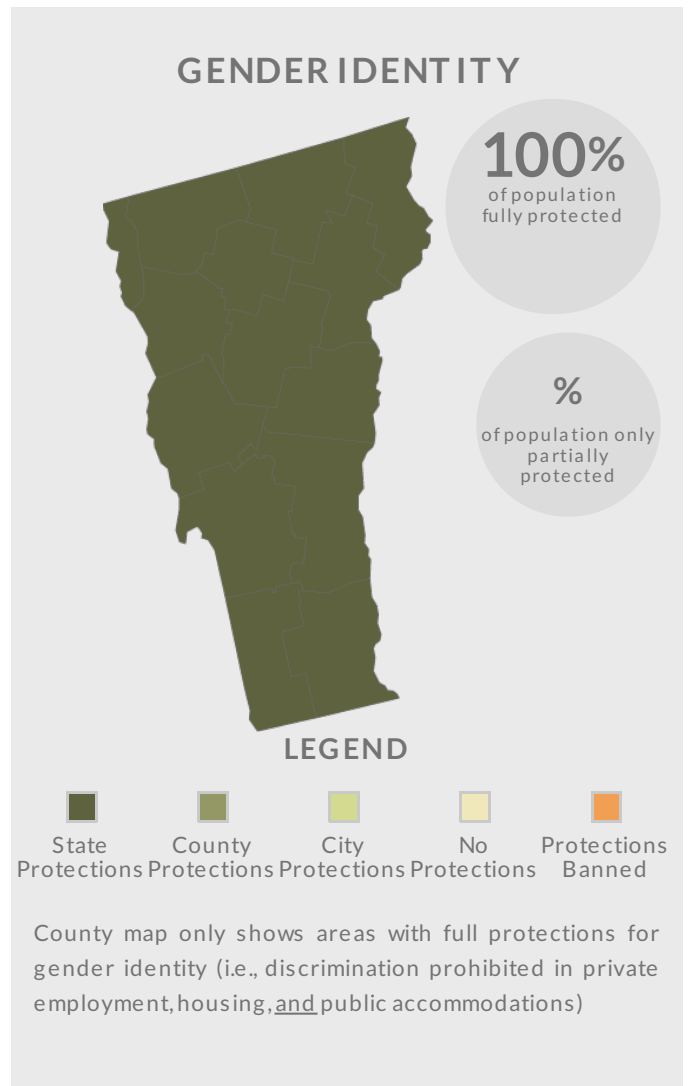 GENDER IDENTITY
100%
of population
fully protected
%
of population only
partially
protected
LEGEND
State
Protections
County
Protections
City
Protections
No
Protections
Protections
Banned
County map only shows areas with full protections for
gender identity (i.e., discrimination prohibited in private
employment, housing, and public accommodations)